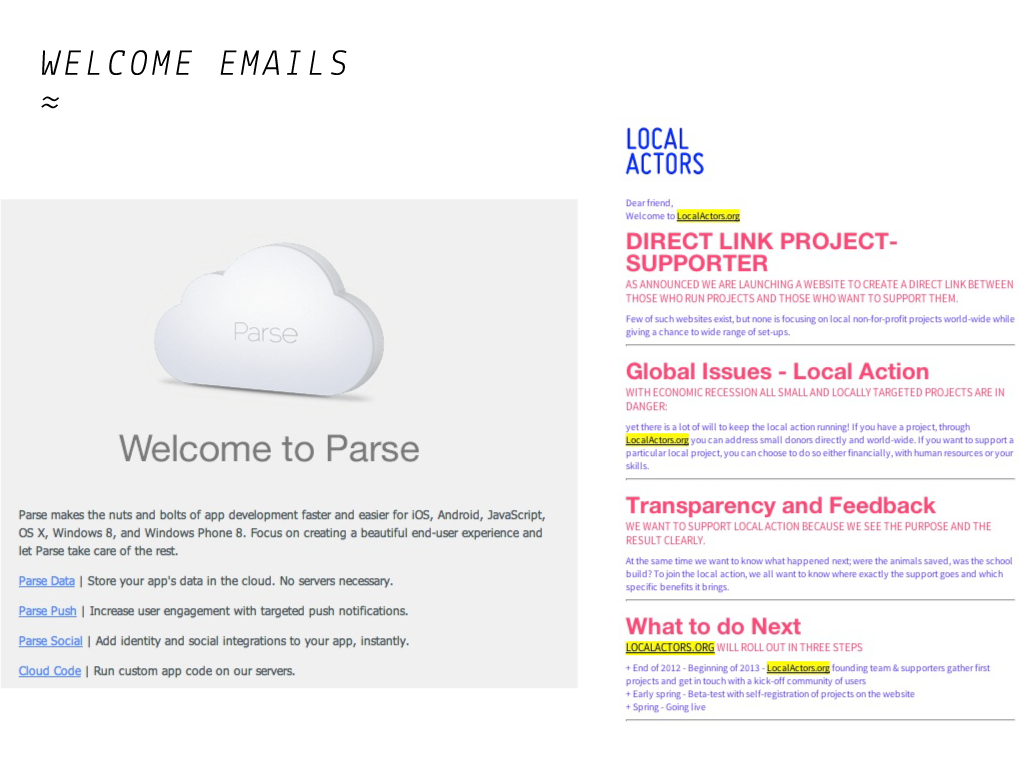 WELCOME EMAILS
≈
Parse
Welcome to Parse
Parse makes the nuts and bolts of app development faster and easier for iOS, Android, JavaScript,
OS X, Windows 8, and Windows Phone 8. Focus on creating a beautiful end-user experience and
let Parse take care of the rest.
Parse Data | Store your app's data in the cloud. No servers necessary.
Parse Push | Increase user engagement with targeted push notifications.
Parse Social | Add identity and social integrations to your app, instantly.
Cloud Code | Run custom app code on our servers.
LOCAL
ACTORS
Dear friend,
Welcome to LocalActors.org
DIRECT LINK PROJECT-
SUPPORTER
AS ANNOUNCED WE ARE LAUNCHING A WEBSITE TO CREATE A DIRECT LINK BETWEEN
THOSE WHO RUN PROJECTS AND THOSE WHO WANT TO SUPPORT THEM.
Few of such websites exist, but none is focusing on local non-for-profit projects world-wide while
giving a chance to wide range of set-ups.
Global Issues - Local Action
WITH ECONOMIC RECESSION ALL SMALL AND LOCALLY TARGETED PROJECTS ARE IN
DANGER:
yet there is a lot of will to keep the local action running! If you have a project, through
LocalActors.org you can address small donors directly and world-wide. If you want to support a
particular local project, you can choose to do so either financially, with human resources or your
skills.
Transparency and Feedback
WE WANT TO SUPPORT LOCAL ACTION BECAUSE WE SEE THE PURPOSE AND THE
RESULT CLEARLY.
At the same time we want to know what happened next; were the animals saved, was the school
build? To join the local action, we all want to know where exactly the support goes and which
specific benefits it brings.
What to do Next
LOCALACTORS.ORG WILL ROLL OUT IN THREE STEPS
+ End of 2012 - Beginning of 2013 - LocalActors.org founding team & supporters gather first
projects and get in touch with a kick-off community of users
+ Early spring - Beta-test with self-registration of projects on the website
+ Spring - Going live